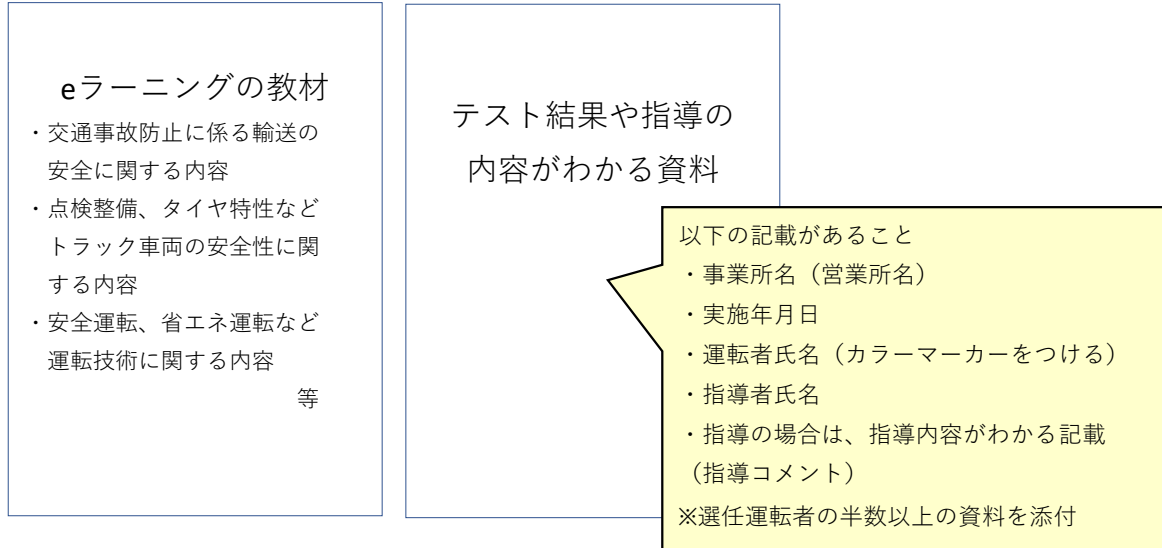 eラーニングの教材
・交通事故防止に係る輸送の
安全に関する内容
・点検整備、タイヤ特性など
トラック車両の安全性に関
する内容
・安全運転、省エネ運転など
運転技術に関する内容
等
テスト結果や指導の
内容がわかる資料
以下の記載があること
・事業所名（営業所名）
・実施年月日
・運転者氏名（カラーマーカーをつける）
・指導者氏名
・指導の場合は、指導内容がわかる記載
（指導コメント）
※選任運転者の半数以上の資料を添付